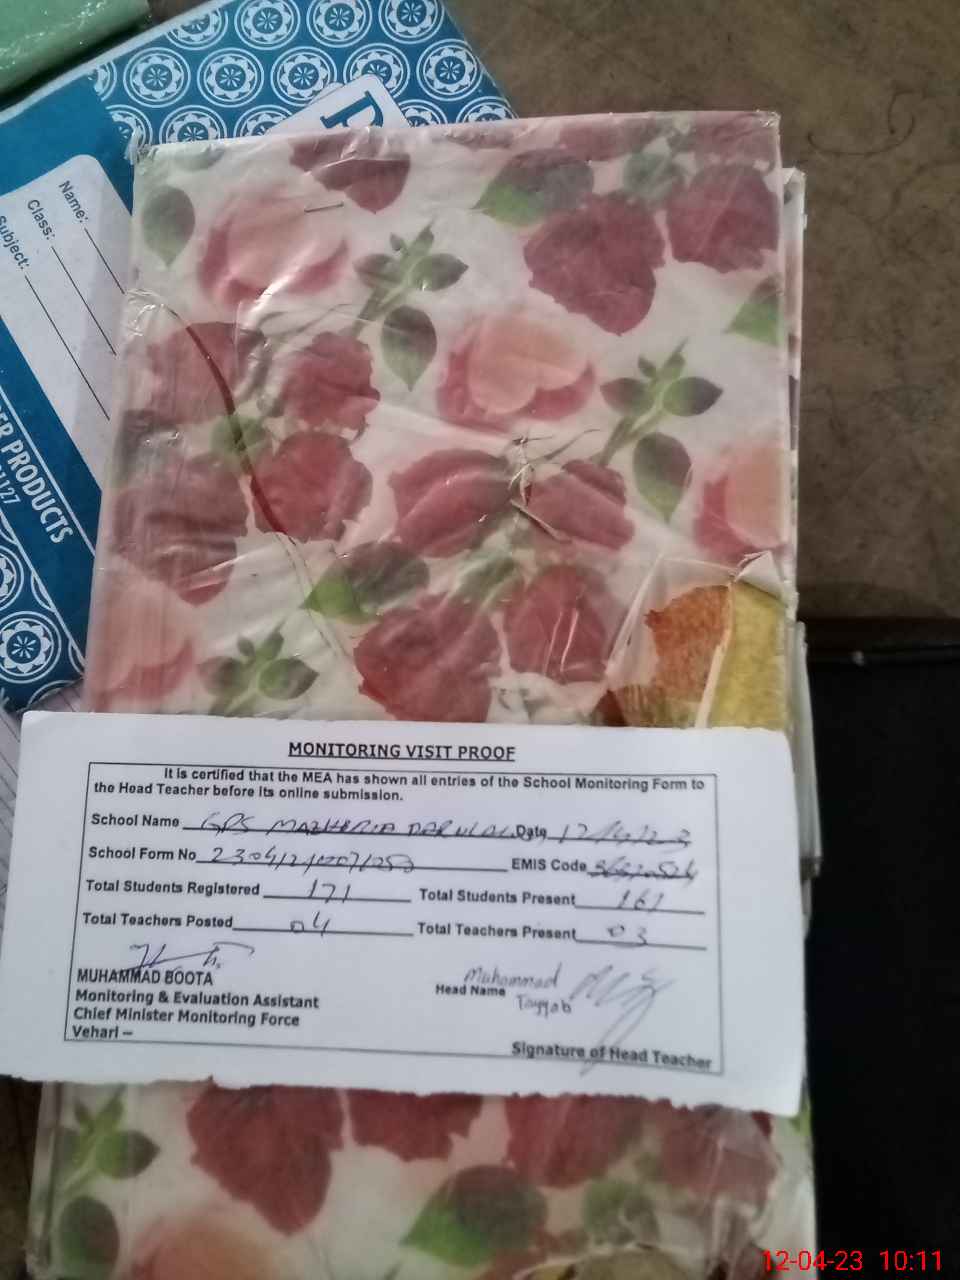 Name:
Class:
Subject:
PRODUCTS
MONITORING VISIT PROOF
It is certified that the MEA has shown all entries of the School Monitoring Form to
the Head Teacher before its online submission.
School Name GPS MAZHERIA Date
School Form No
EMIS Code
Total Students Registered 171 Total Students Present 161
Total Teachers Posted 04 Total Teachers Present 03
MUHAMMAD BOOTA
Monitoring & Evaluation Assistant
Chief Minister Monitoring Force
Vehari –
Head Name Muhammad Tayyab
Signature of Head Teacher
12-04-23 10:11